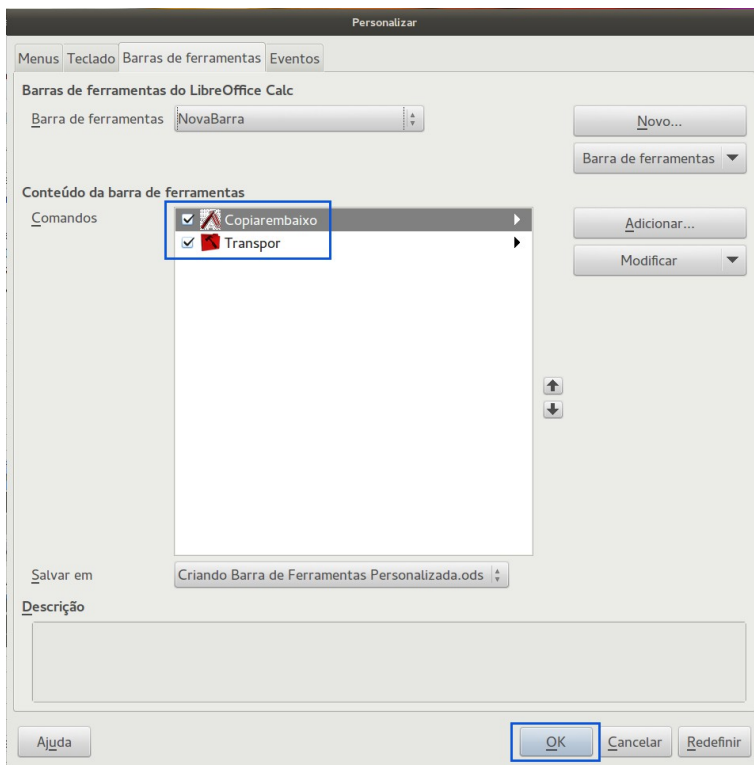 Personalizar
Menus Teclado Barras de ferramentas Eventos
Barras de ferramentas do LibreOffice Calc
Barra de ferramentas NovaBarra
Novo...
Barra de ferramentas
Conteúdo da barra de ferramentas
Comandos
Copiarembaixo
Transpor
Adicionar...
Modificar
Salvar em Criando Barra de Ferramentas Personalizada.ods
Descrição
Ajuda OK Cancelar Redefinir